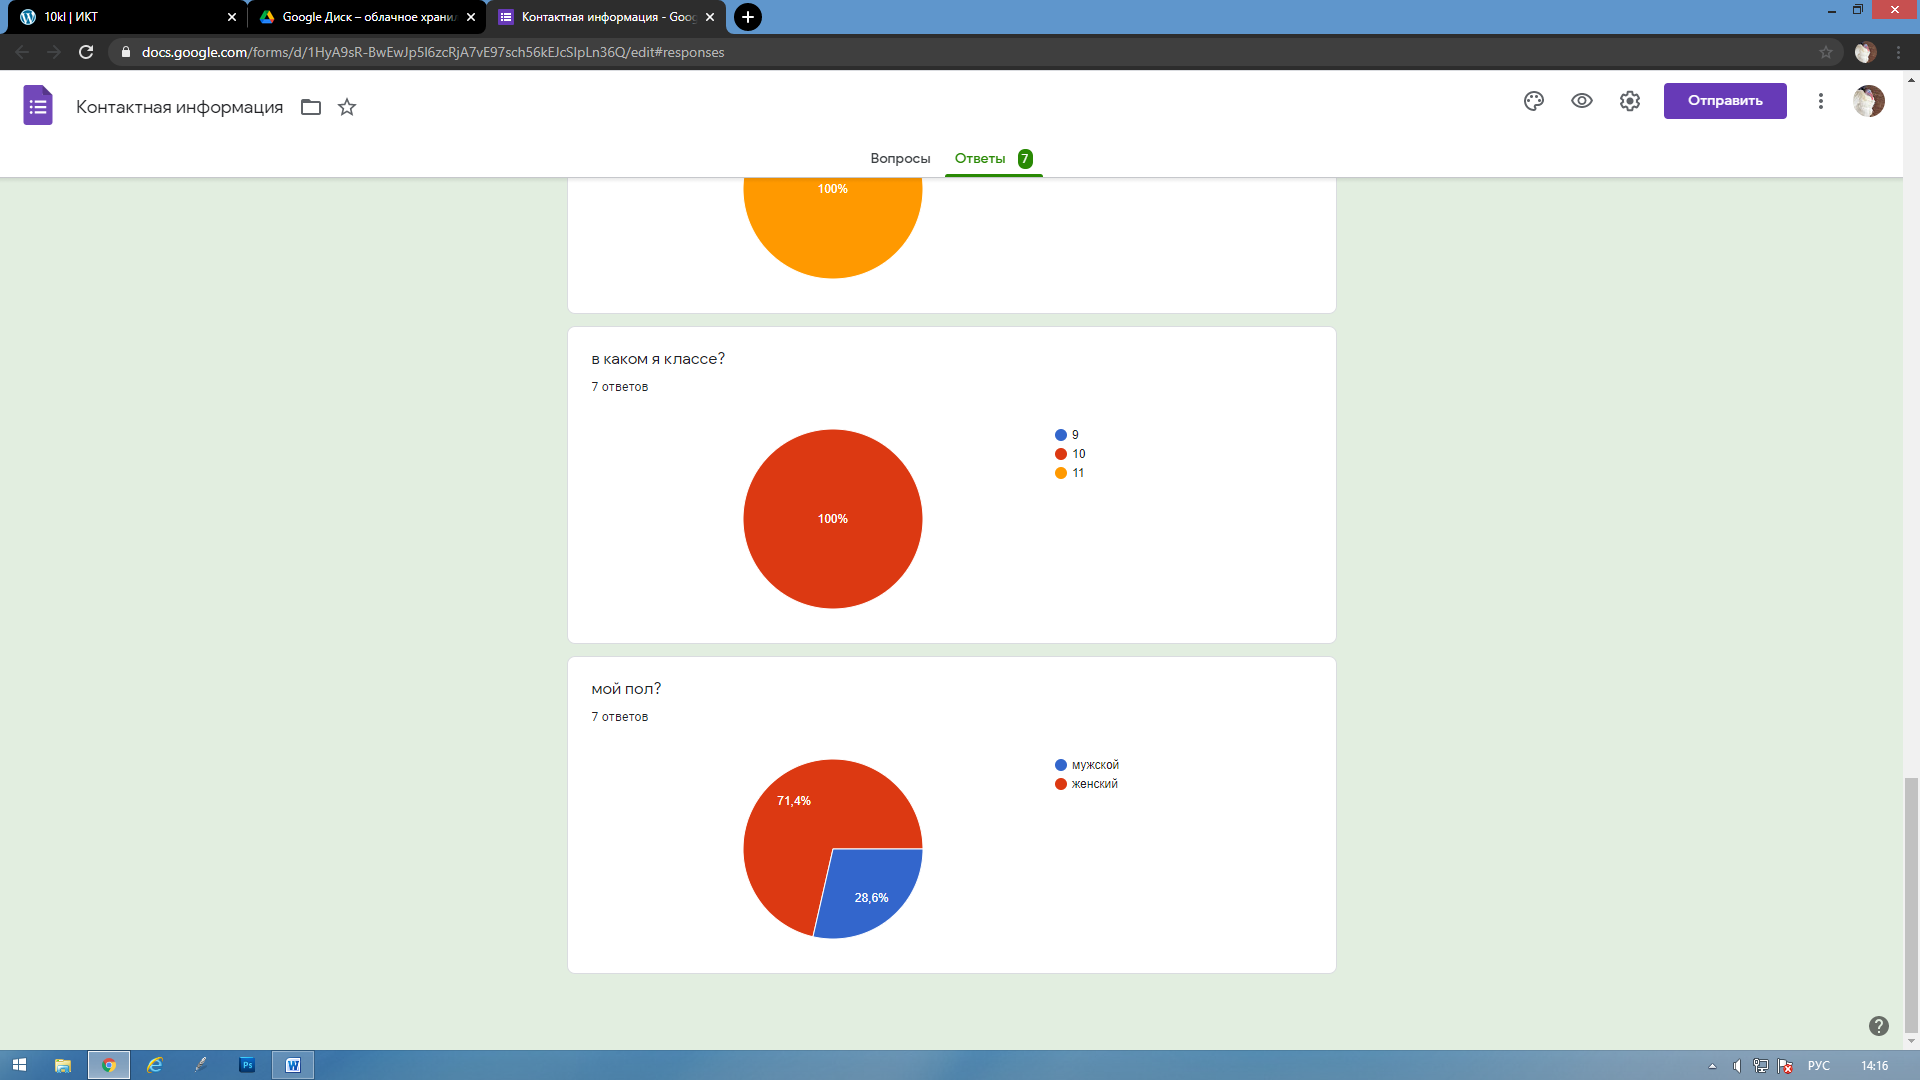 10kl | ИКТ
Google Диск – облачное храни
Контактная информация - Goog
docs.google.com/forms/d/1HyA9sR-BwEwJp5l6zcRjA7vE97sch56kEJcSlpLn36Q/edit#responses
Контактная информация
Отправить
Вопросы
Ответы 7
100%
в каком я классе?
7 ответов
9
10
11
100%
мой пол?
7 ответов
мужской
женский
71,4%
28,6%
РУС
14:16